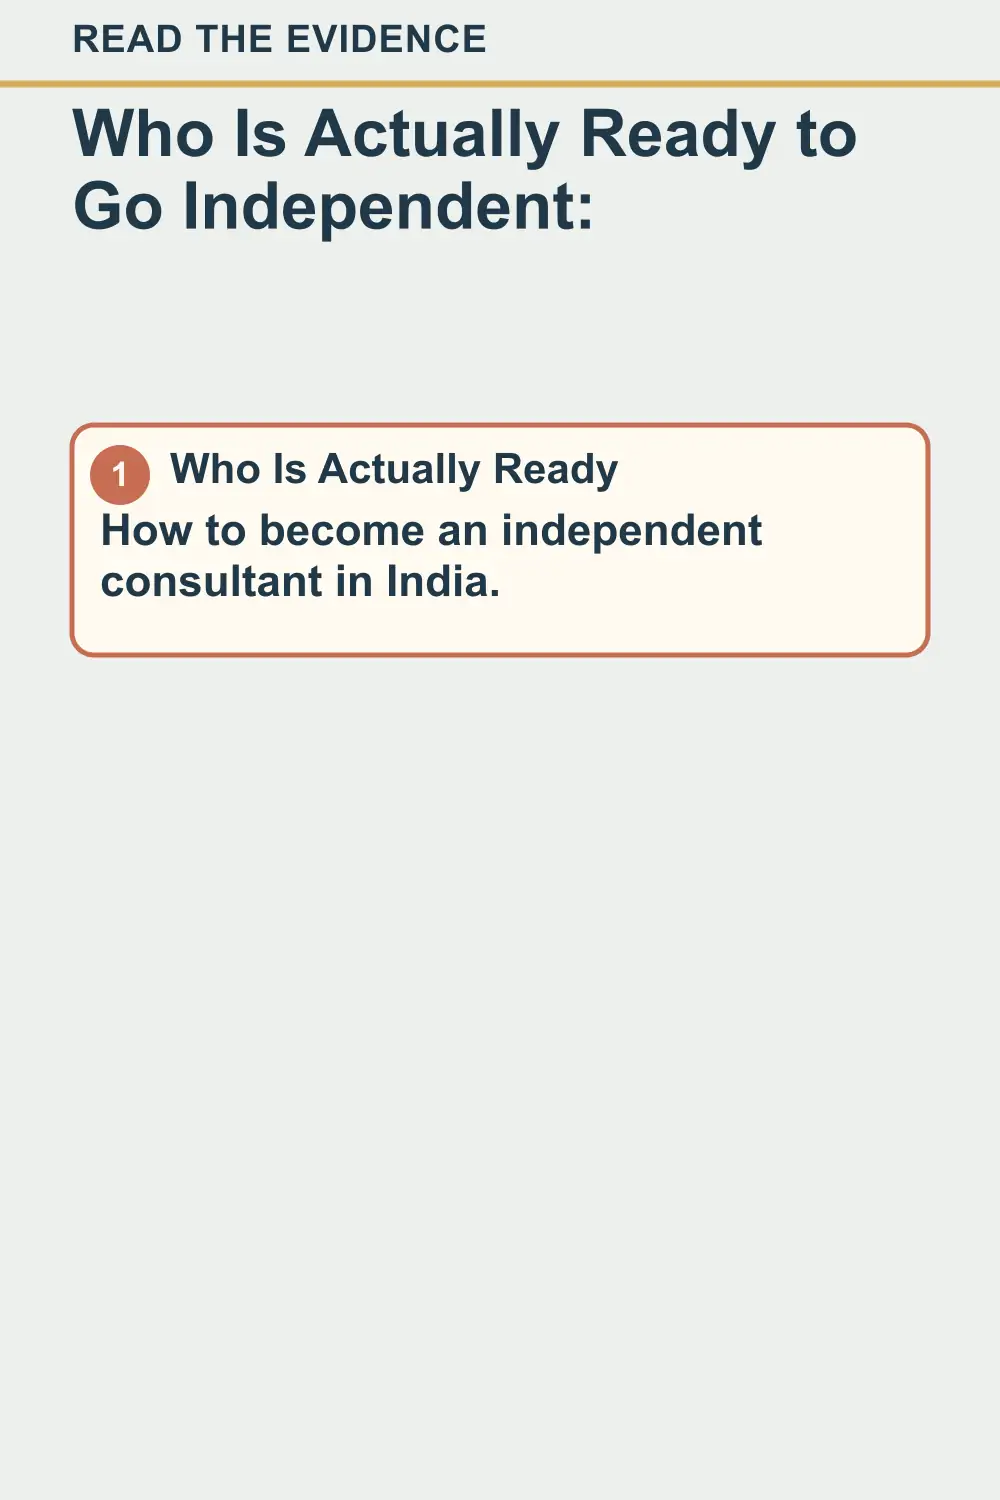 READ THE EVIDENCE
Who Is Actually Ready to
Go Independent:
1 Who Is Actually Ready
How to become an independent
consultant in India.